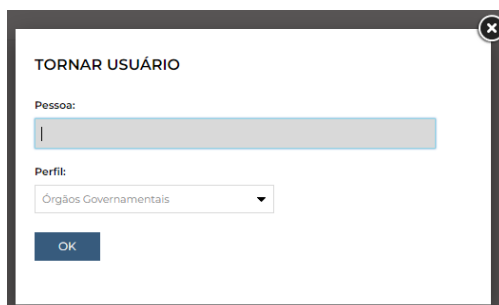 TORNAR USUÁRIO
Pessoa:
Perfil:
Órgãos Governamentais
OK